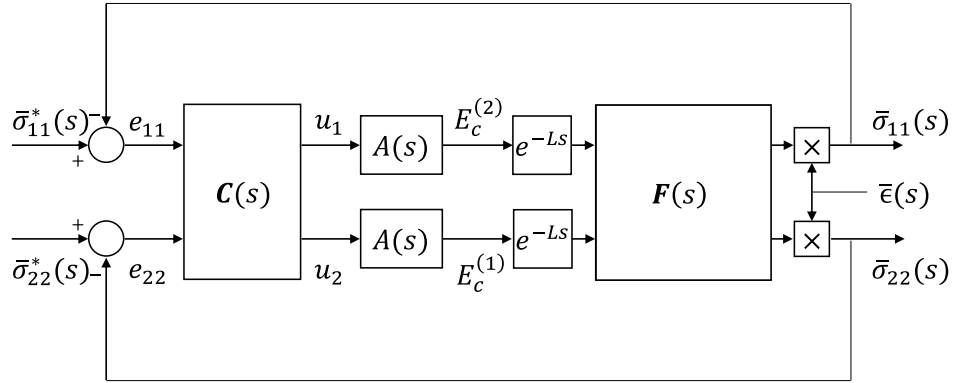 σ̄*₁₁(s) − e₁₁ u₁ A(s) E_c^(2) e^−Ls × σ̄₁₁(s)
+
C(s) F(s) ϵ̄(s)
+
σ̄*₂₂(s) − e₂₂ u₂ A(s) E_c^(1) e^−Ls × σ̄₂₂(s)